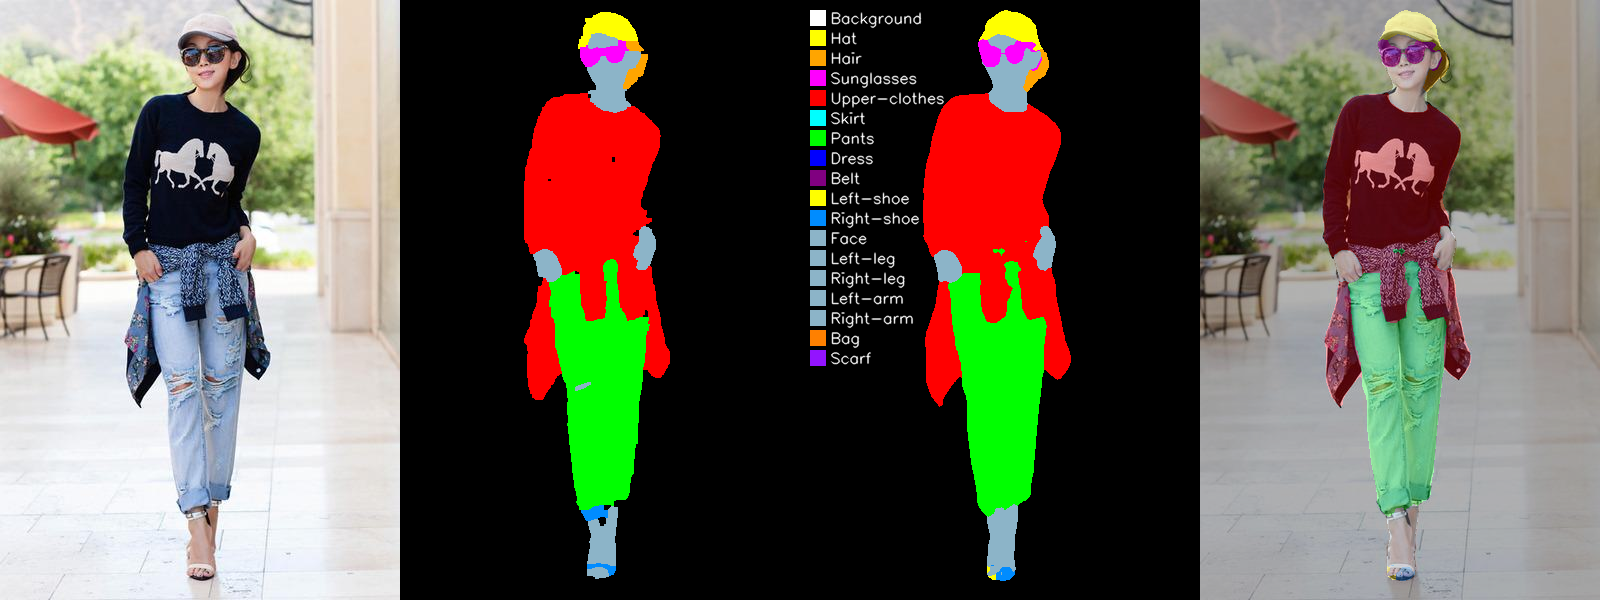 Background
Hat
Hair
Sunglasses
Upper-clothes
Skirt
Pants
Dress
Belt
Left-shoe
Right-shoe
Face
Left-leg
Right-leg
Left-arm
Right-arm
Bag
Scarf